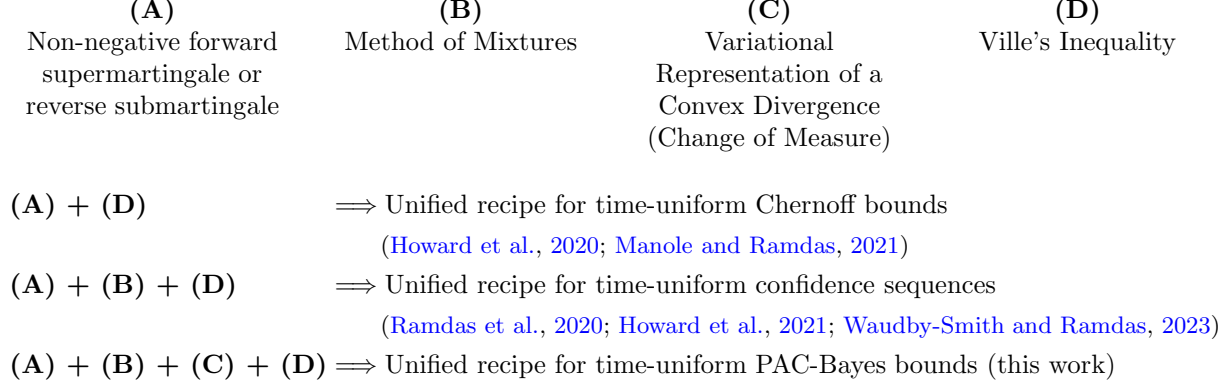 (A) (B) (C) (D)
Non-negative forward Method of Mixtures Variational Ville's Inequality
supermartingale or Representation of a
reverse submartingale Convex Divergence
(Change of Measure)
(A) + (D) ⟹ Unified recipe for time-uniform Chernoff bounds
(Howard et al., 2020; Manole and Ramdas, 2021)
(A) + (B) + (D) ⟹ Unified recipe for time-uniform confidence sequences
(Ramdas et al., 2020; Howard et al., 2021; Waudby-Smith and Ramdas, 2023)
(A) + (B) + (C) + (D) ⟹ Unified recipe for time-uniform PAC-Bayes bounds (this work)